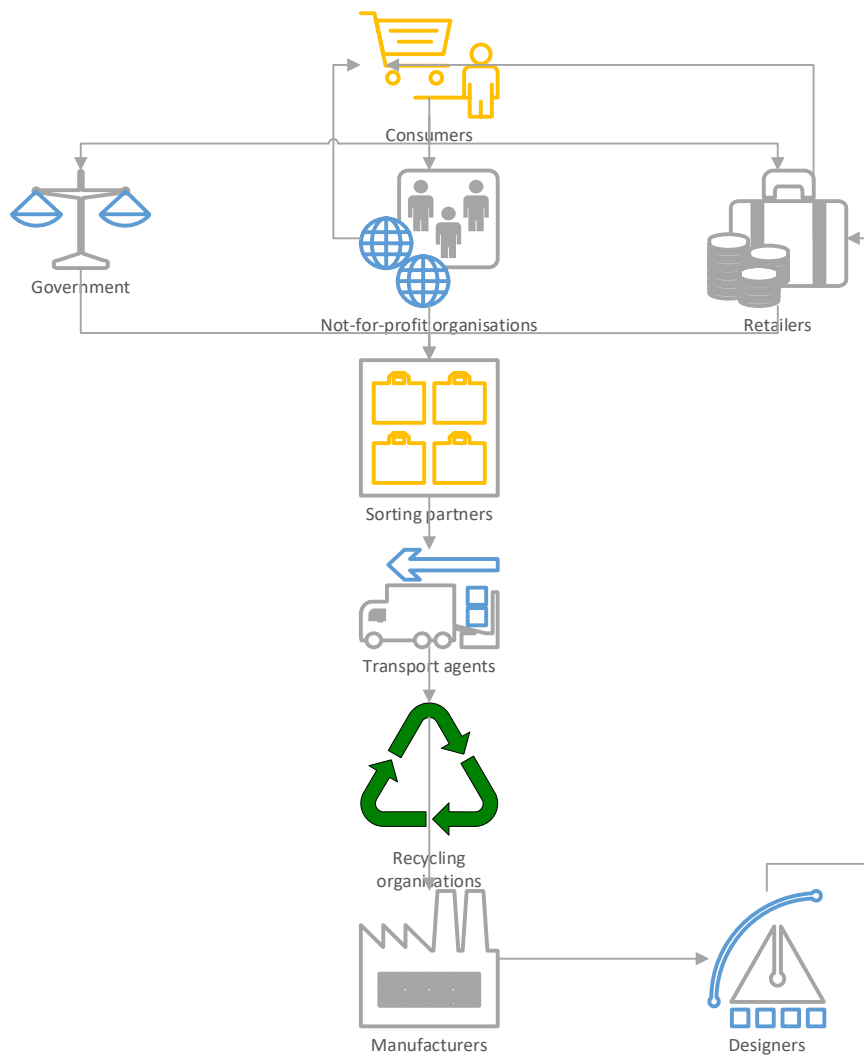 Consumers
Government
Not-for-profit organisations
Retailers
Sorting partners
Transport agents
Recycling
organisations
Manufacturers
Designers